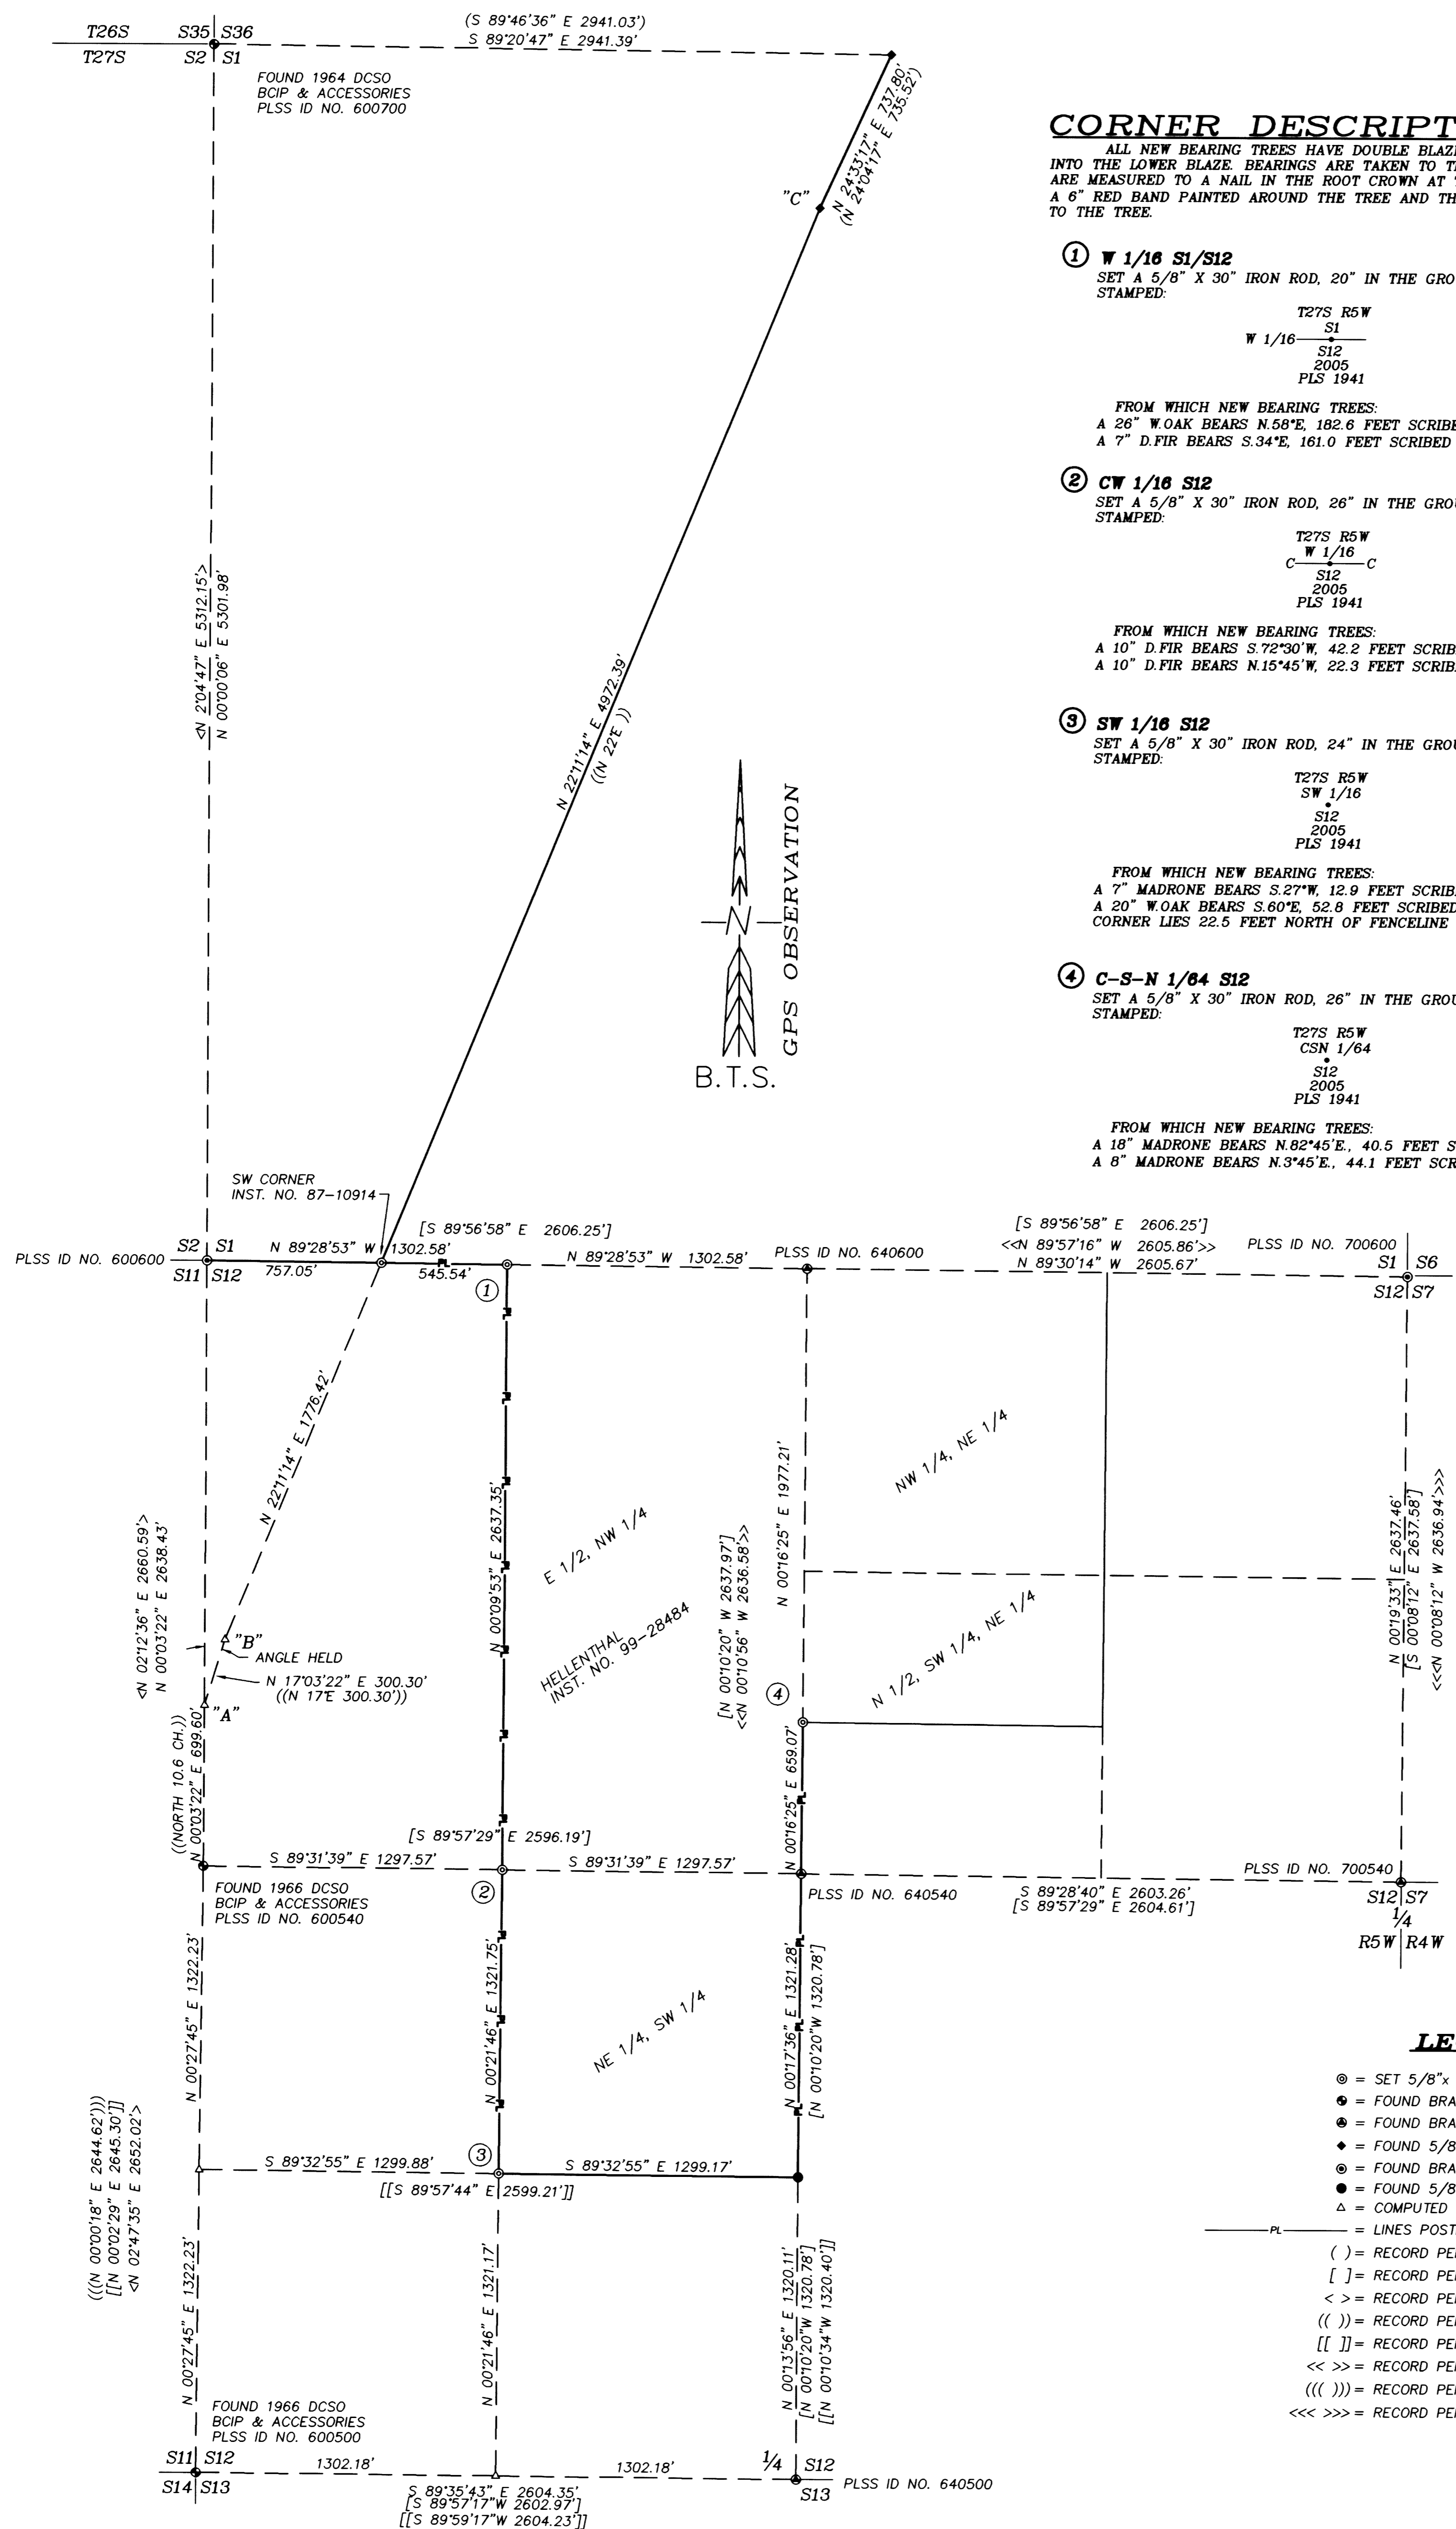 T26S
S35 S36
T27S
S2 S1
(S 89°46'36" E 2941.03')
S 89°20'47" E 2941.39'
FOUND 1964 DCSO
BCIP & ACCESSORIES
PLSS ID NO. 600700
N 24°33'17" E 737.80'
(N 24°04'17" E 735.52')
"C"
<N 2°04'47" E 5312.15'>
N 00°00'06" E 5301.98'
N 22°11'14" E 4972.39'
((N 22°E ))
N
GPS OBSERVATION
B.T.S.
CORNER DESCRIPT
ALL NEW BEARING TREES HAVE DOUBLE BLAZ
INTO THE LOWER BLAZE. BEARINGS ARE TAKEN TO T
ARE MEASURED TO A NAIL IN THE ROOT CROWN AT
A 6" RED BAND PAINTED AROUND THE TREE AND TH
TO THE TREE.
1 W 1/16 S1/S12
SET A 5/8" X 30" IRON ROD, 20" IN THE GRO
STAMPED:
T27S R5W
S1
W 1/16
S12
2005
PLS 1941
FROM WHICH NEW BEARING TREES:
A 26" W.OAK BEARS N.58°E, 182.6 FEET SCRIBE
A 7" D.FIR BEARS S.34°E, 161.0 FEET SCRIBED
2 CW 1/16 S12
SET A 5/8" X 30" IRON ROD, 26" IN THE GROU
STAMPED:
T27S R5W
W 1/16
C C
S12
2005
PLS 1941
FROM WHICH NEW BEARING TREES:
A 10" D.FIR BEARS S.72°30'W, 42.2 FEET SCRIB
A 10" D.FIR BEARS N.15°45'W, 22.3 FEET SCRIB
3 SW 1/16 S12
SET A 5/8" X 30" IRON ROD, 24" IN THE GROU
STAMPED:
T27S R5W
SW 1/16
S12
2005
PLS 1941
FROM WHICH NEW BEARING TREES:
A 7" MADRONE BEARS S.27°W, 12.9 FEET SCRIB
A 20" W.OAK BEARS S.60°E, 52.8 FEET SCRIBED
CORNER LIES 22.5 FEET NORTH OF FENCELINE
4 C-S-N 1/64 S12
SET A 5/8" X 30" IRON ROD, 26" IN THE GROU
STAMPED:
T27S R5W
CSN 1/64
S12
2005
PLS 1941
FROM WHICH NEW BEARING TREES:
A 18" MADRONE BEARS N.82°45'E., 40.5 FEET S
A 8" MADRONE BEARS N.3°45'E., 44.1 FEET SCR
SW CORNER
INST. NO. 87-10914
[S 89°56'58" E 2606.25']
PLSS ID NO. 600600
S2 S1
S11 S12
N 89°28'53" W 1302.58'
757.05'
545.54'
PL
1
N 89°28'53" W 1302.58'
PLSS ID NO. 640600
[S 89°56'58" E 2606.25']
<<N 89°57'16" W 2605.86'>>
N 89°30'14" W 2605.67'
PLSS ID NO. 700600
S1 S6
S12 S7
N 22°11'14" E 1776.42'
<N 02°12'36" E 2660.59'>
N 00°03'22" E 2638.43'
"B"
ANGLE HELD
N 17°03'22" E 300.30'
((N 17°E 300.30'))
"A"
((NORTH 10.6 CH.))
N 00°03'22" E 699.60'
N 00°09'53" E 2637.35'
E 1/2, NW 1/4
HELLENTHAL
INST. NO. 99-28484
[N 00°10'20" W 2637.97']
<<N 00°10'56" W 2636.58'>>
N 00°16'25" E 1977.21'
NW 1/4, NE 1/4
N 1/2, SW 1/4, NE 1/4
4
N 00°16'25" E 659.07'
N 00°19'33" E 2637.46'
[S 00°08'12" E 2637.58']
<<<N 00°08'12" W 2636.94'>>>
[S 89°57'29" E 2596.19']
S 89°31'39" E 1297.57'
S 89°31'39" E 1297.57'
2
FOUND 1966 DCSO
BCIP & ACCESSORIES
PLSS ID NO. 600540
PLSS ID NO. 640540
S 89°28'40" E 2603.26'
[S 89°57'29" E 2604.61']
PLSS ID NO. 700540
S12 S7
1/4
R5W R4W
N 00°27'45" E 1322.23'
N 00°21'46" E 1321.75'
NE 1/4, SW 1/4
N 00°17'36" E 1321.28'
[N 00°10'20"W 1320.78']
3
S 89°32'55" E 1299.88'
S 89°32'55" E 1299.17'
[[S 89°57'44" E 2599.21']]
(((N 00°00'18" E 2644.62')))
[[N 00°02'29" E 2645.30']]
<N 02°47'35" E 2652.02'>
N 00°27'45" E 1322.23'
N 00°21'46" E 1321.17'
N 00°13'56" E 1320.11'
[N 00°10'20"W 1320.78']
[[N 00°10'34"W 1320.40']]
FOUND 1966 DCSO
BCIP & ACCESSORIES
PLSS ID NO. 600500
S11 S12
S14 S13
1302.18'
1302.18'
1/4 S12
S13
PLSS ID NO. 640500
S 89°35'43" E 2604.35'
[S 89°57'17"W 2602.97']
[[S 89°59'17"W 2604.23']]
LE
= SET 5/8"x
= FOUND BRA
= FOUND BRA
= FOUND 5/8
= FOUND BRA
= FOUND 5/8
= COMPUTED
PL = LINES POST
( )= RECORD PE
[ ]= RECORD PE
< >= RECORD PE
(( ))= RECORD PE
[[ ]]= RECORD PE
<< >>= RECORD PE
((( )))= RECORD PE
<<< >>>= RECORD PE